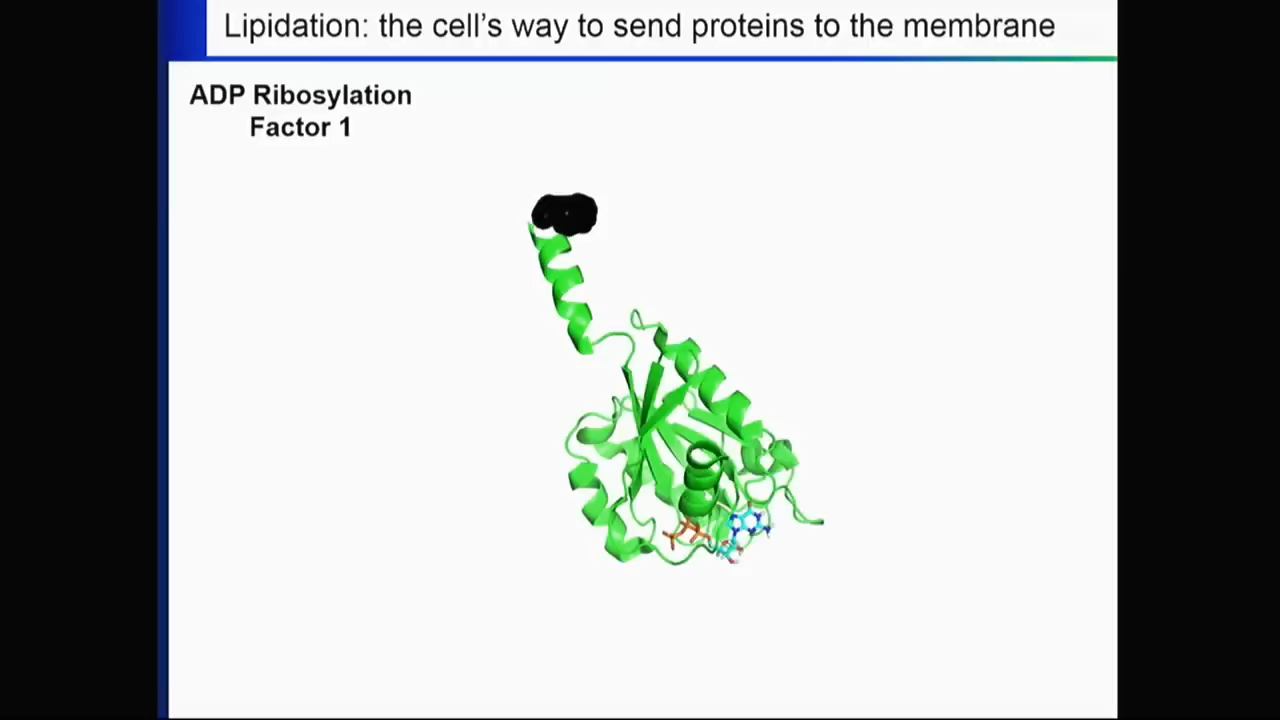 Lipidation: the cell's way to send proteins to the membrane
ADP Ribosylation
Factor 1